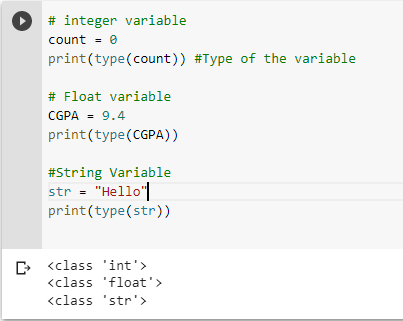 # integer variable
count = 0
print(type(count)) #Type of the variable
# Float variable
CGPA = 9.4
print(type(CGPA))
#String Variable
str = "Hello"
print(type(str))
<class 'int'>
<class 'float'>
<class 'str'>